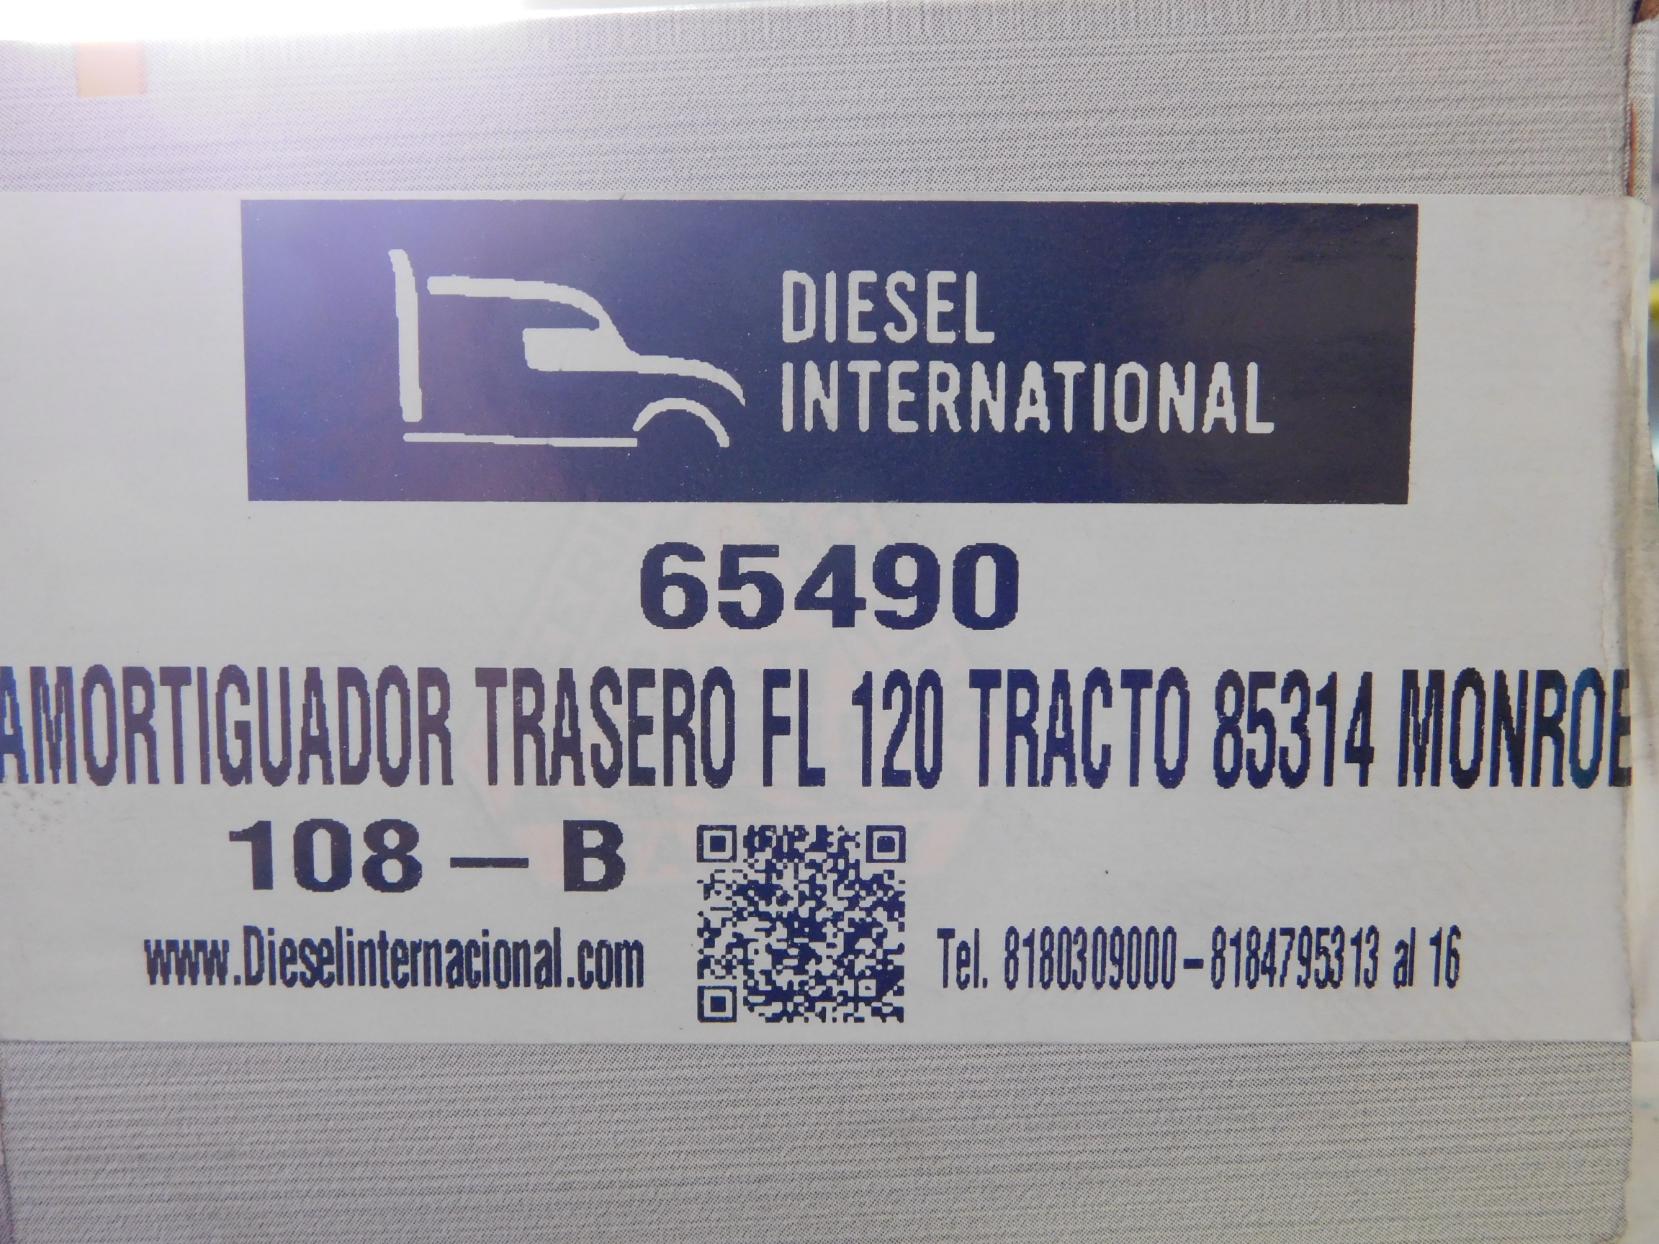 DIESEL
INTERNATIONAL
65490
AMORTIGUADOR TRASERO FL 120 TRACTO 85314 MONROE
108 - B
www.Dieselinternacional.com
Tel. 8180309000-8184795313 al 16